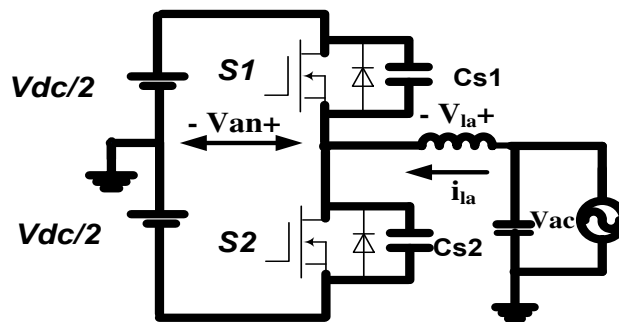 S1
Cs1
Vdc/2
- Van+
- Vla+
ila
Vac
Vdc/2
S2
Cs2